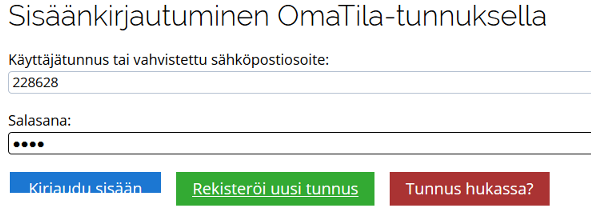 Sisäänkirjautuminen OmaTila-tunnuksella
Käyttäjätunnus tai vahvistettu sähköpostiosoite:
228628
Salasana:
●●●●
Kirjaudu sisään Rekisteröi uusi tunnus Tunnus hukassa?